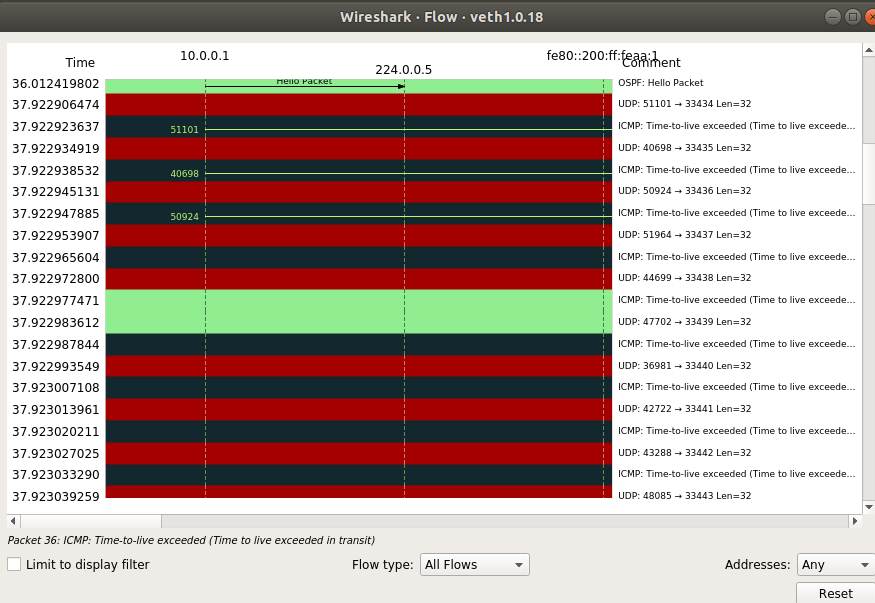 Wireshark · Flow · veth1.0.18
Time 10.0.0.1 224.0.0.5 fe80::200:ff:feaa:1 Comment
36.012419802 Hello Packet OSPF: Hello Packet
37.922906474 UDP: 51101 → 33434 Len=32
37.922923637 51101 ICMP: Time-to-live exceeded (Time to live exceede…
37.922934919 UDP: 40698 → 33435 Len=32
37.922938532 40698 ICMP: Time-to-live exceeded (Time to live exceede…
37.922945131 UDP: 50924 → 33436 Len=32
37.922947885 50924 ICMP: Time-to-live exceeded (Time to live exceede…
37.922953907 UDP: 51964 → 33437 Len=32
37.922965604 ICMP: Time-to-live exceeded (Time to live exceede…
37.922972800 UDP: 44699 → 33438 Len=32
37.922977471 ICMP: Time-to-live exceeded (Time to live exceede…
37.922983612 UDP: 47702 → 33439 Len=32
37.922987844 ICMP: Time-to-live exceeded (Time to live exceede…
37.922993549 UDP: 36981 → 33440 Len=32
37.923007108 ICMP: Time-to-live exceeded (Time to live exceede…
37.923013961 UDP: 42722 → 33441 Len=32
37.923020211 ICMP: Time-to-live exceeded (Time to live exceede…
37.923027025 UDP: 43288 → 33442 Len=32
37.923033290 ICMP: Time-to-live exceeded (Time to live exceede…
37.923039259 UDP: 48085 → 33443 Len=32
Packet 36: ICMP: Time-to-live exceeded (Time to live exceeded in transit)
Limit to display filter Flow type: All Flows Addresses: Any
Reset